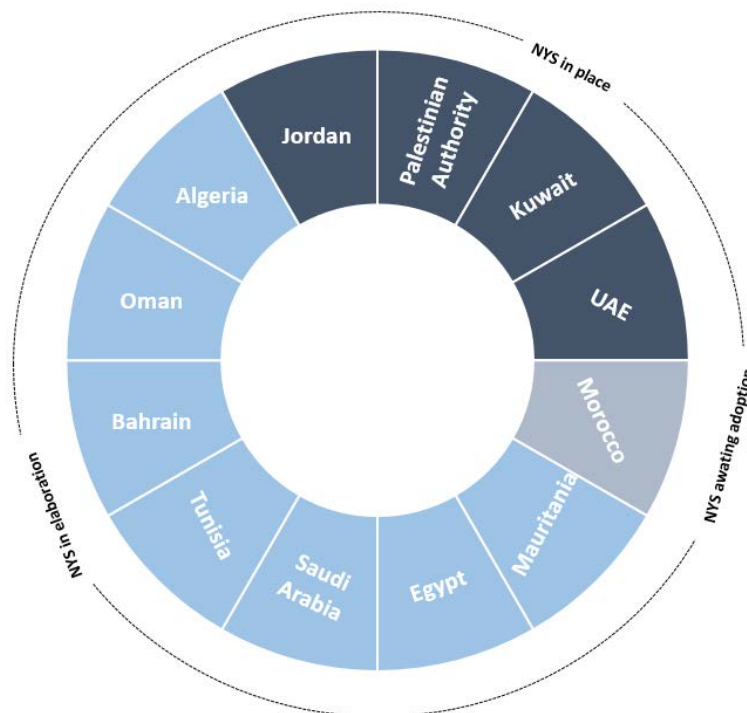 NYS in place
Jordan
Palestinian
Authority
Kuwait
UAE
Morocco
NYS awating adoption
Mauritania
Egypt
Saudi
Arabia
Tunisia
NYS in elaboration
Bahrain
Oman
Algeria